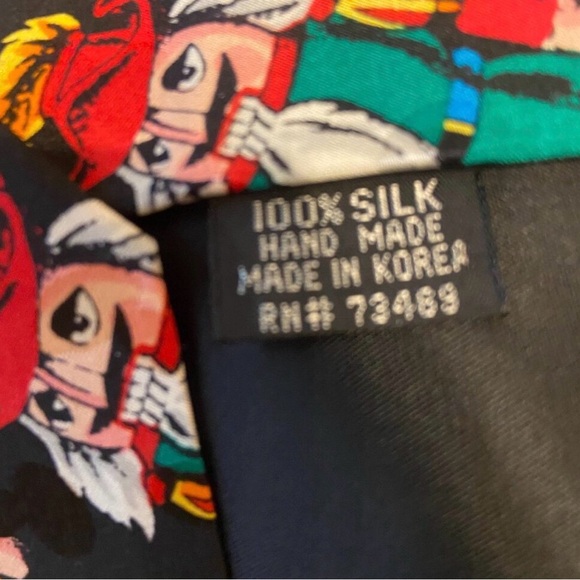 100% SILK
HAND MADE
MADE IN KOREA
RN# 73489